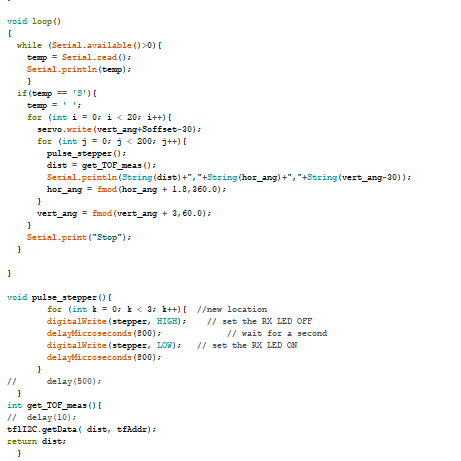 void loop()
{
while (Serial.available()>0){
temp = Serial.read();
Serial.println(temp);
}
if(temp == 'S'){
temp = ' ';
for (int i = 0; i < 20; i++){
servo.write(vert_ang+Soffset-30);
for (int j = 0; j < 200; j++){
pulse_stepper();
dist = get_TOF_meas();
Serial.println(String(dist)+","+String(hor_ang)+","+String(vert_ang-30));
hor_ang = fmod(hor_ang + 1.8,360.0);
}
vert_ang = fmod(vert_ang + 3,60.0);
}
Serial.print("Stop");
}
}
void pulse_stepper(){
for (int k = 0; k < 3; k++){ //new location
digitalWrite(stepper, HIGH); // set the RX LED OFF
delayMicroseconds(800); // wait for a second
digitalWrite(stepper, LOW); // set the RX LED ON
delayMicroseconds(800);
}
// delay(500);
}
int get_TOF_meas(){
// delay(10);
tflI2C.getData( dist, tfAddr);
return dist;
}